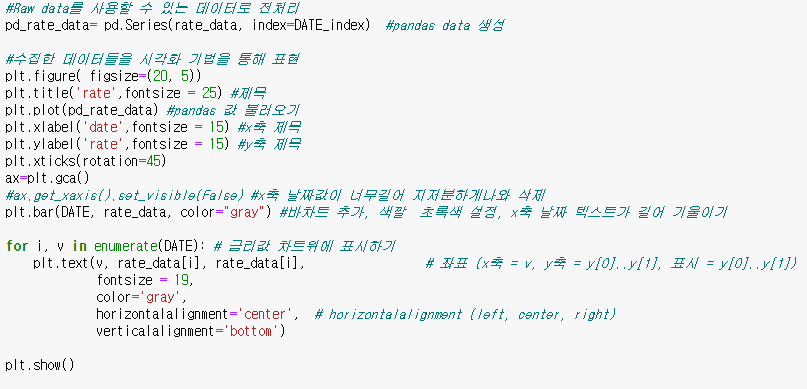 #Raw data를 사용할 수 있는 데이터로 전처리
pd_rate_data= pd.Series(rate_data, index=DATE_index)  #pandas data 생성
#수집한 데이터들을 시각화 기법을 통해 표현
plt.figure( figsize=(20, 5))
plt.title('rate',fontsize = 25) #제목
plt.plot(pd_rate_data) #pandas 값 불러오기
plt.xlabel('date',fontsize = 15) #x축 제목
plt.ylabel('rate',fontsize = 15) #y축 제목
plt.xticks(rotation=45)
ax=plt.gca()
#ax.get_xaxis().set_visible(False) #x축 날짜값이 너무길어 지저분하게나와 삭제
plt.bar(DATE, rate_data, color="gray") #바차트 추가, 색깔  초록색 설정, x축 날짜 텍스트가 길어 기울이기
for i, v in enumerate(DATE): # 금리값 차트위에 표시하기
    plt.text(v, rate_data[i], rate_data[i],                 # 좌표 (x축 = v, y축 = y[0]..y[1], 표시 = y[0]..y[1])
             fontsize = 19,
             color='gray',
             horizontalalignment='center',  # horizontalalignment (left, center, right)
             verticalalignment='bottom')
plt.show()